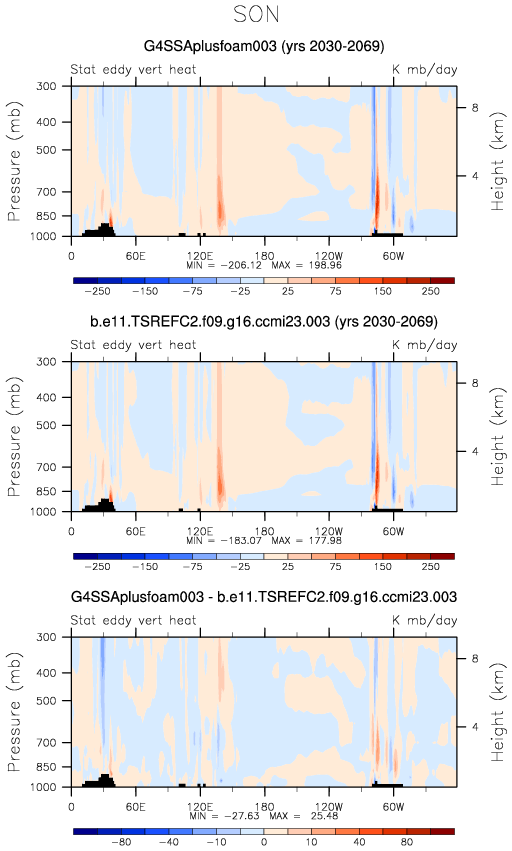 SON
G4SSAplusfoam003 (yrs 2030-2069)
Stat eddy vert heat K mb/day
Pressure (mb)
300
400
500
700
850
1000
8
4
Height (km)
0 60E 120E 180 120W 60W
MIN = -206.12 MAX = 198.96
-250 -150 -75 -25 25 75 150 250
b.e11.TSREFC2.f09.g16.ccmi23.003 (yrs 2030-2069)
Stat eddy vert heat K mb/day
Pressure (mb)
300
400
500
700
850
1000
8
4
Height (km)
0 60E 120E 180 120W 60W
MIN = -183.07 MAX = 177.98
-250 -150 -75 -25 25 75 150 250
G4SSAplusfoam003 - b.e11.TSREFC2.f09.g16.ccmi23.003
Stat eddy vert heat K mb/day
Pressure (mb)
300
400
500
700
850
1000
8
4
Height (km)
0 60E 120E 180 120W 60W
MIN = -27.63 MAX = 25.48
-80 -40 -10 0 10 40 80